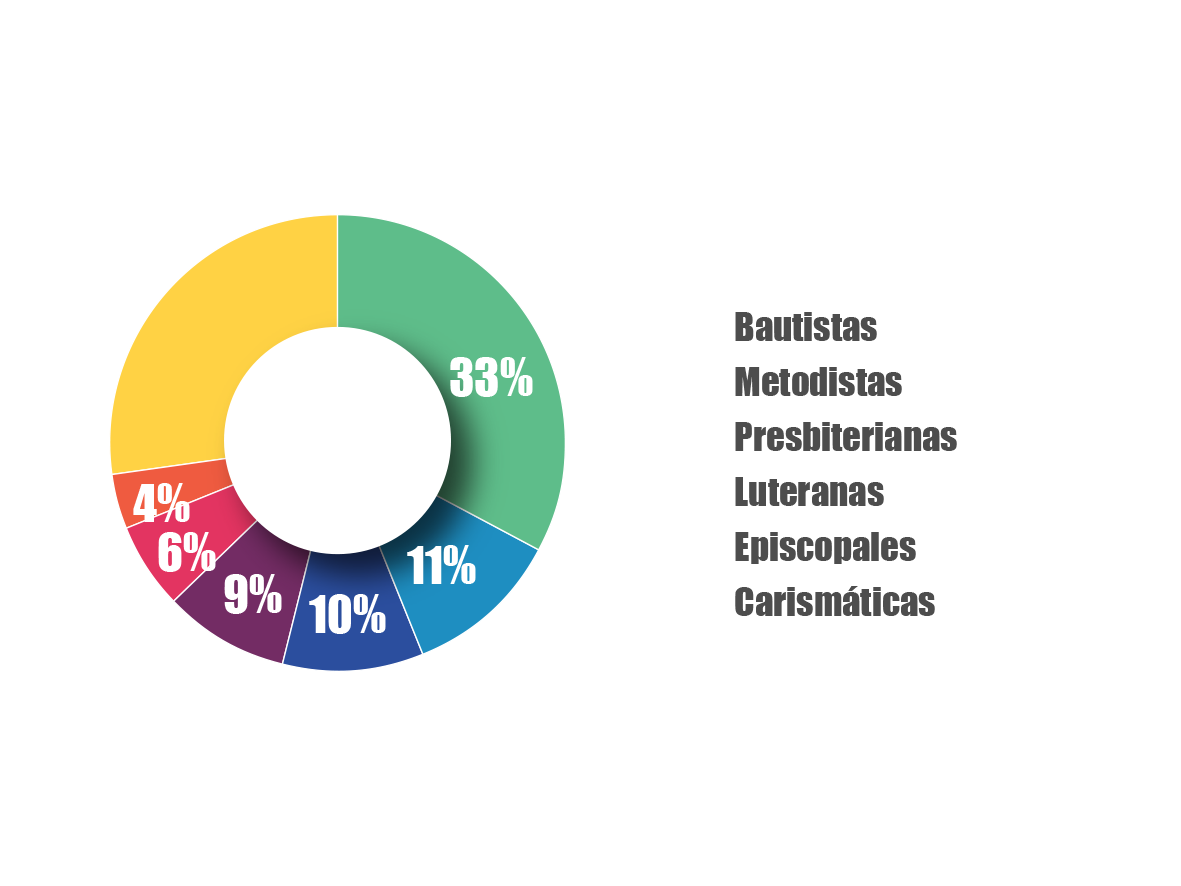 33%
11%
10%
9%
6%
4%
Bautistas
Metodistas
Presbiterianas
Luteranas
Episcopales
Carismáticas